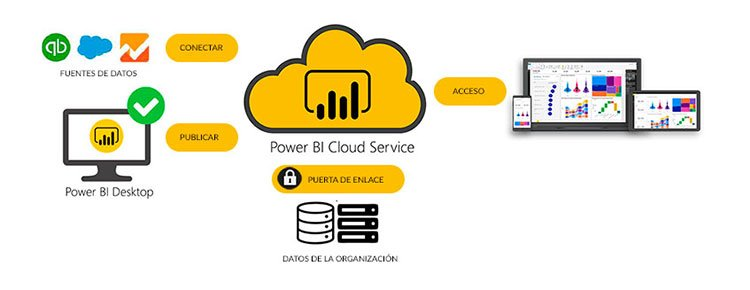 qb
CONECTAR
FUENTES DE DATOS
ACCESO
PUBLICAR
Power BI Cloud Service
Power BI Desktop
PUERTA DE ENLACE
DATOS DE LA ORGANIZACIÓN